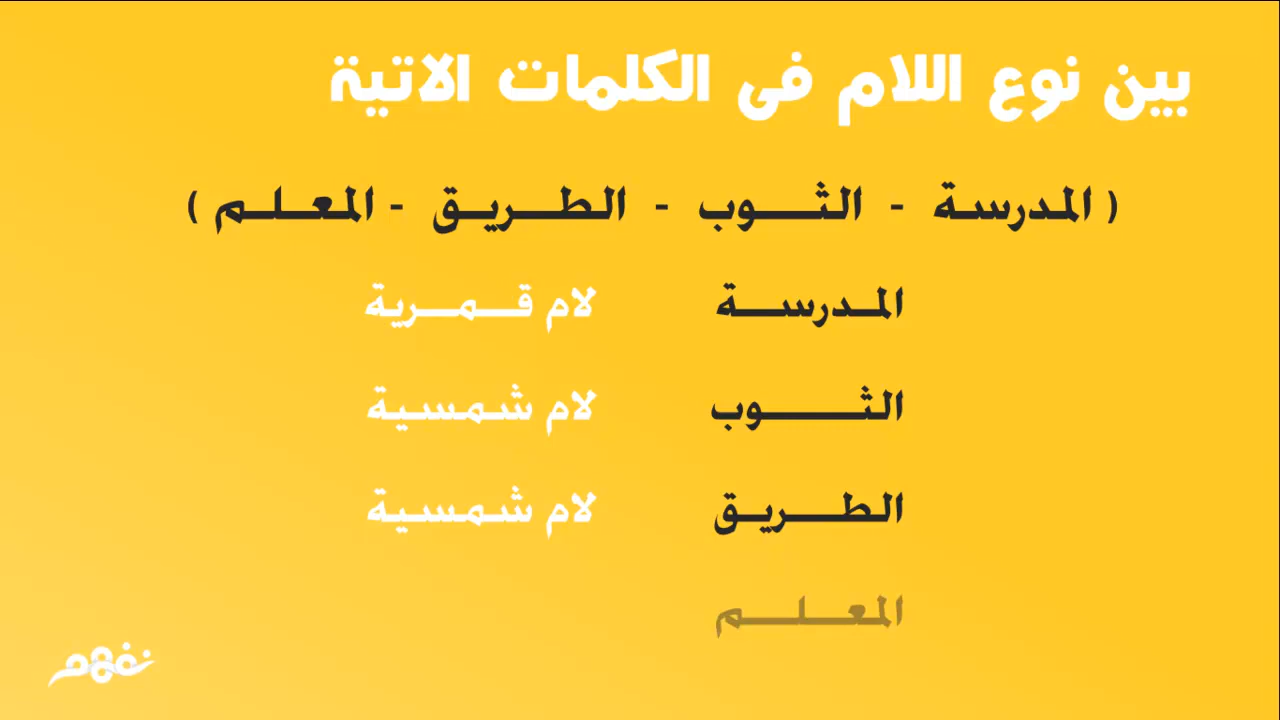 بين نوع اللام فى الكلمات الاتية
( المدرسة - الثوب - الطريق - المعلم )
المدرسة لام قمرية
الثوب لام شمسية
الطريق لام شمسية
المعلم
نفهم